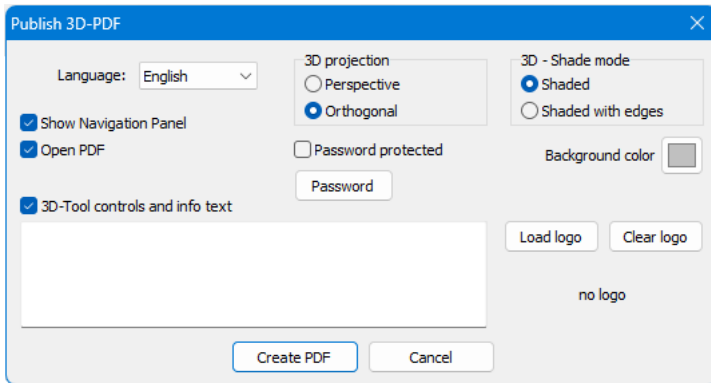 Publish 3D-PDF
Language: English
3D projection
Perspective
Orthogonal
3D - Shade mode
Shaded
Shaded with edges
Show Navigation Panel
Open PDF
Password protected
Password
Background color
3D-Tool controls and info text
Load logo
Clear logo
no logo
Create PDF
Cancel